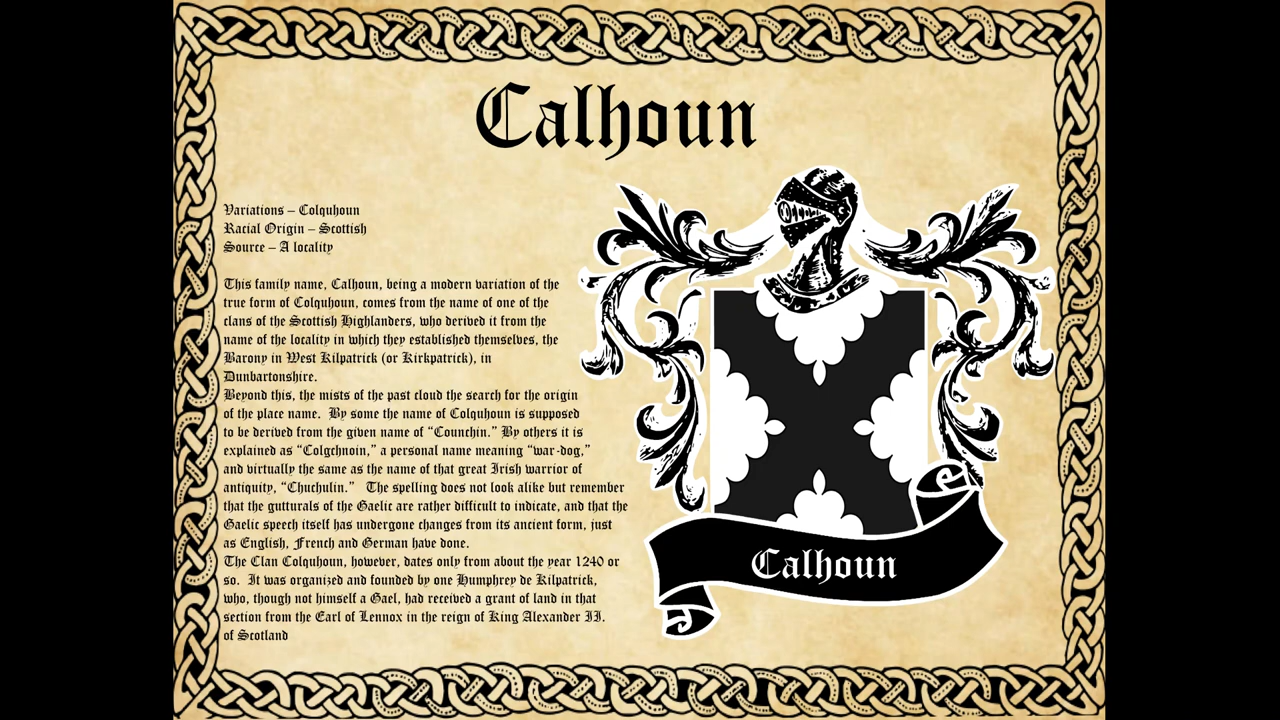 Calhoun
Variations – Colquhoun
Racial Origin – Scottish
Source – A locality
This family name, Calhoun, being a modern variation of the
true form of Colquhoun, comes from the name of one of the
clans of the Scottish Highlanders, who derived it from the
name of the locality in which they established themselves, the
Barony in West Kilpatrick (or Kirkpatrick), in
Dunbartonshire.
Beyond this, the mists of the past cloud the search for the origin
of the place name.  By some the name of Colquhoun is supposed
to be derived from the given name of “Counchin.” By others it is
explained as “Colgchnoin,” a personal name meaning “war-dog,”
and virtually the same as the name of that great Irish warrior of
antiquity, “Chuchulin.”   The spelling does not look alike but remember
that the gutturals of the Gaelic are rather difficult to indicate, and that the
Gaelic speech itself has undergone changes from its ancient form, just
as English, French and German have done.
The Clan Colquhoun, however, dates only from about the year 1240 or
so.  It was organized and founded by one Humphrey de Kilpatrick,
who, though not himself a Gael, had received a grant of land in that
section from the Earl of Lennox in the reign of King Alexander II.
of Scotland
Calhoun